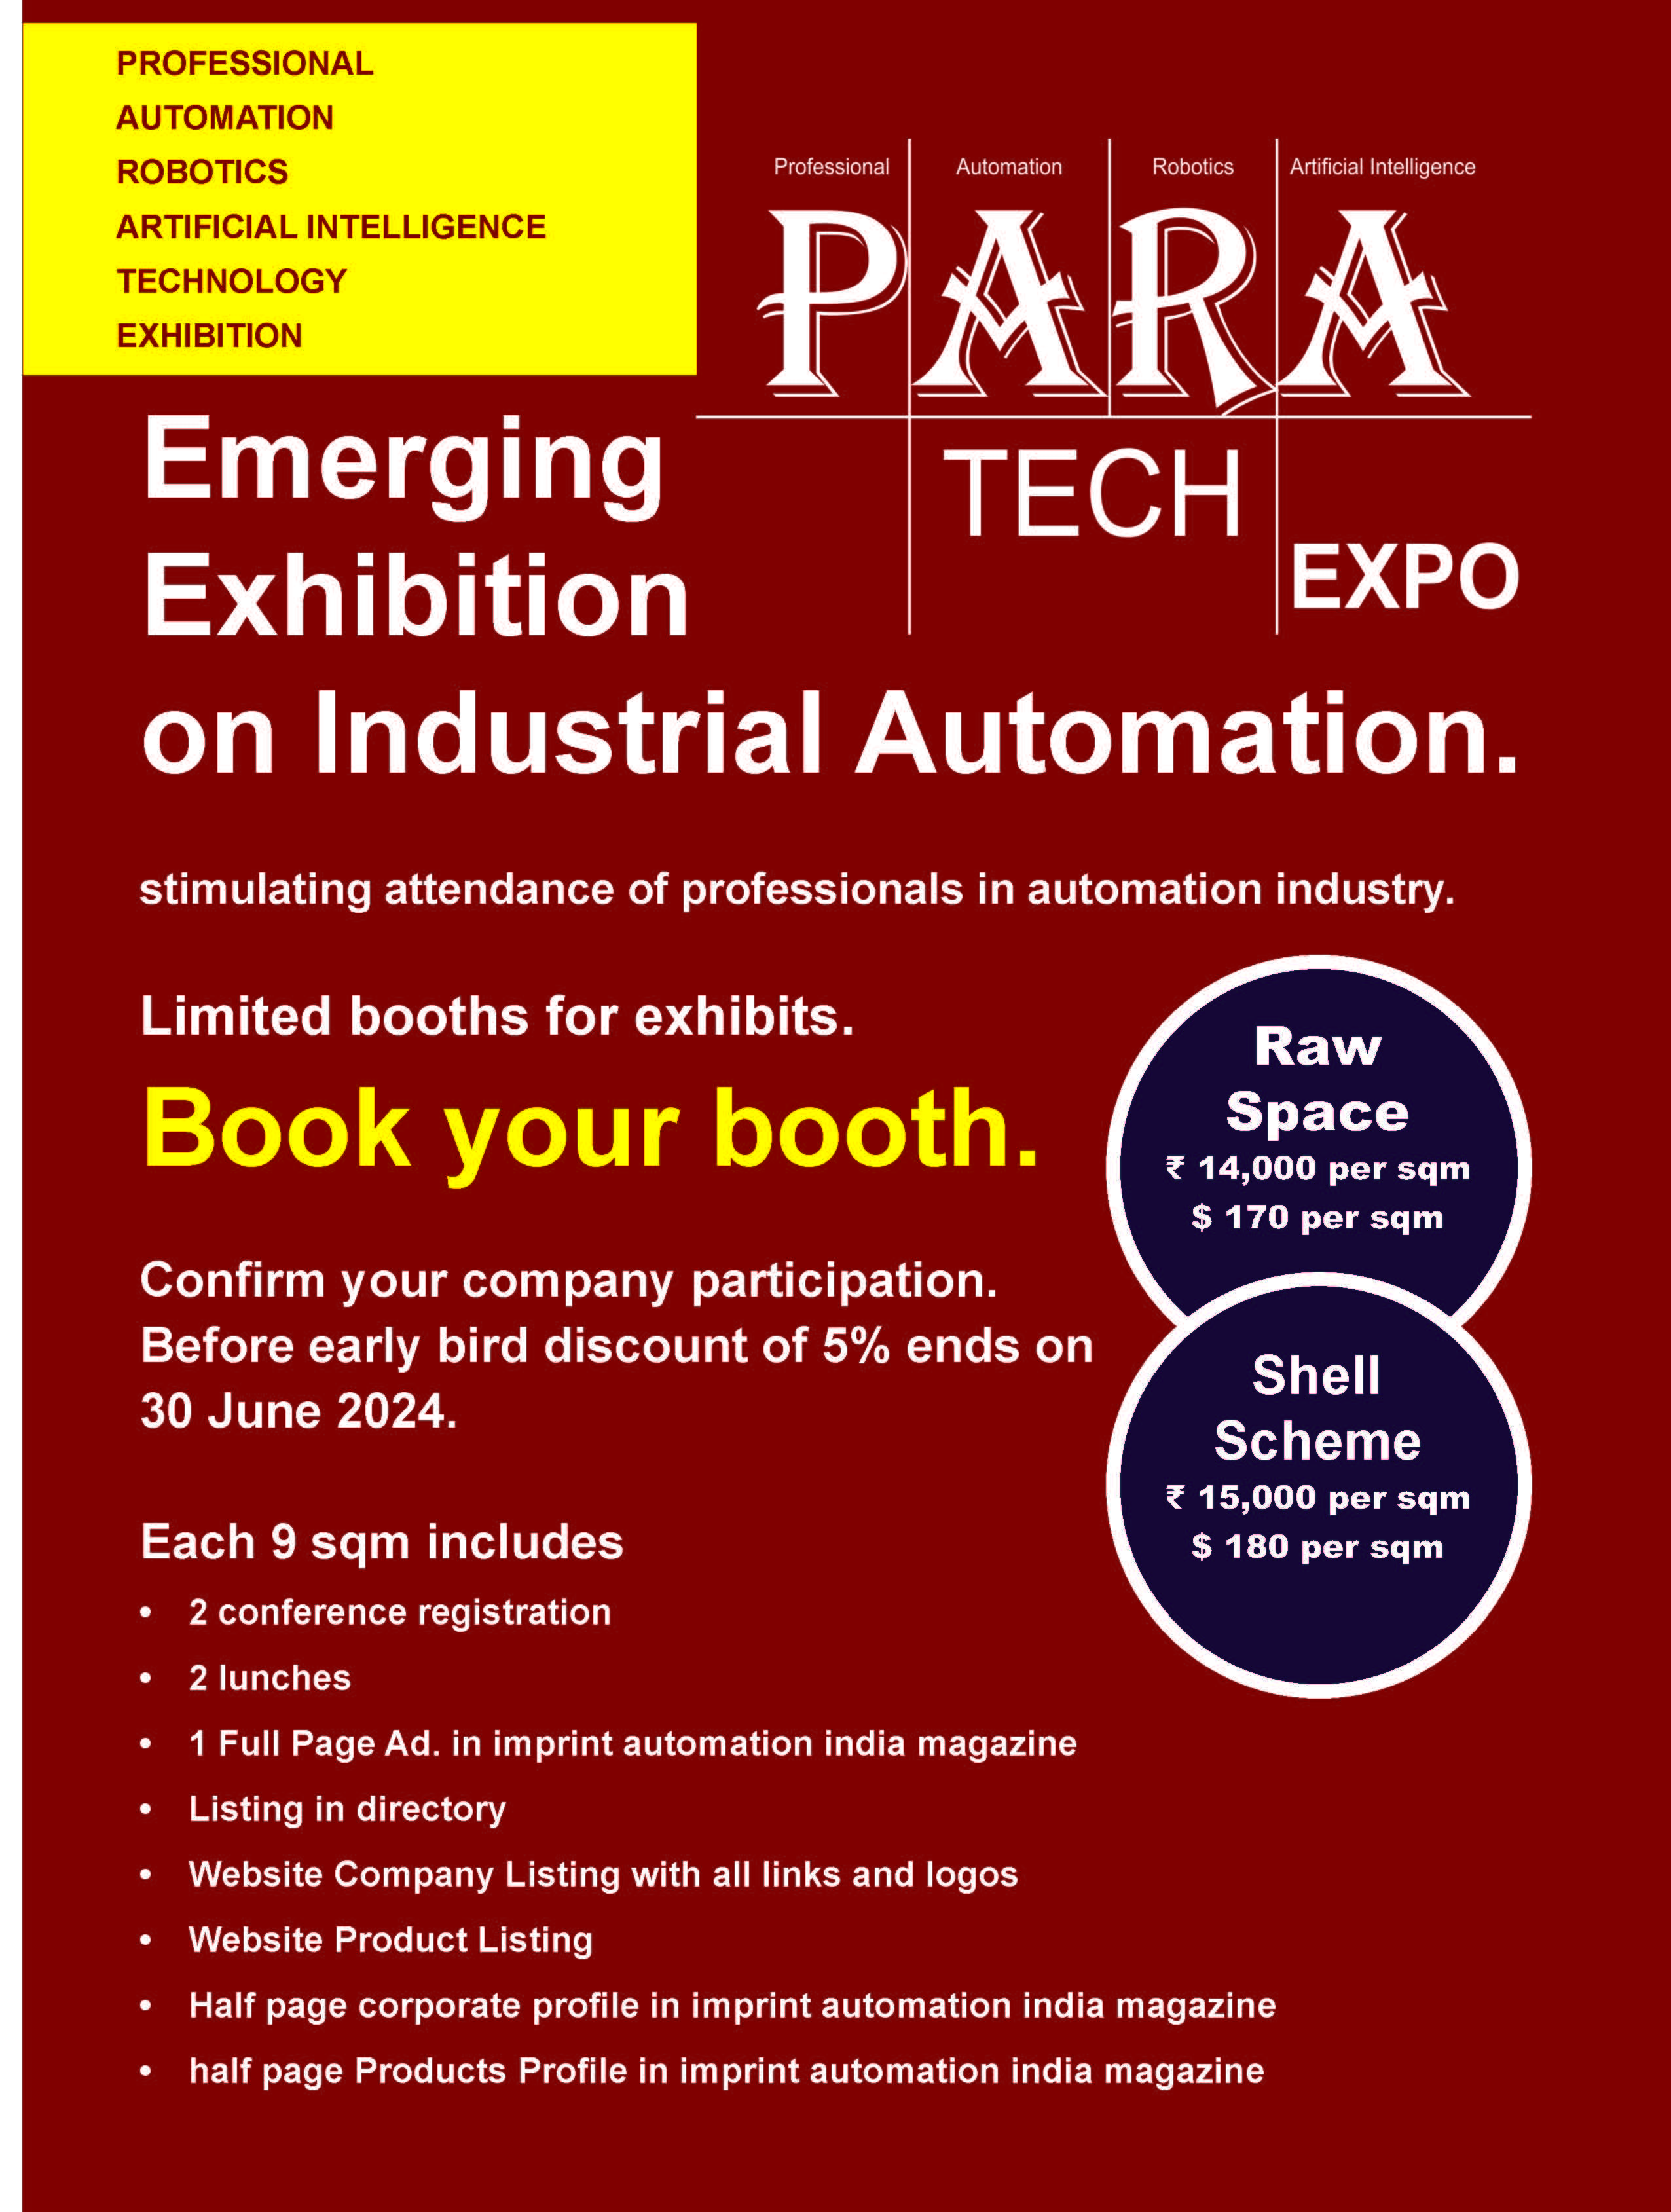 PROFESSIONAL
AUTOMATION
ROBOTICS
ARTIFICIAL INTELLIGENCE
TECHNOLOGY
EXHIBITION
Professional Automation Robotics Artificial Intelligence
PARA
TECH
EXPO
Emerging
Exhibition
on Industrial Automation.
stimulating attendance of professionals in automation industry.
Limited booths for exhibits.
Book your booth.
Raw
Space
₹ 14,000 per sqm
$ 170 per sqm
Confirm your company participation.
Before early bird discount of 5% ends on
30 June 2024.
Shell
Scheme
₹ 15,000 per sqm
$ 180 per sqm
Each 9 sqm includes
• 2 conference registration
• 2 lunches
• 1 Full Page Ad. in imprint automation india magazine
• Listing in directory
• Website Company Listing with all links and logos
• Website Product Listing
• Half page corporate profile in imprint automation india magazine
• half page Products Profile in imprint automation india magazine